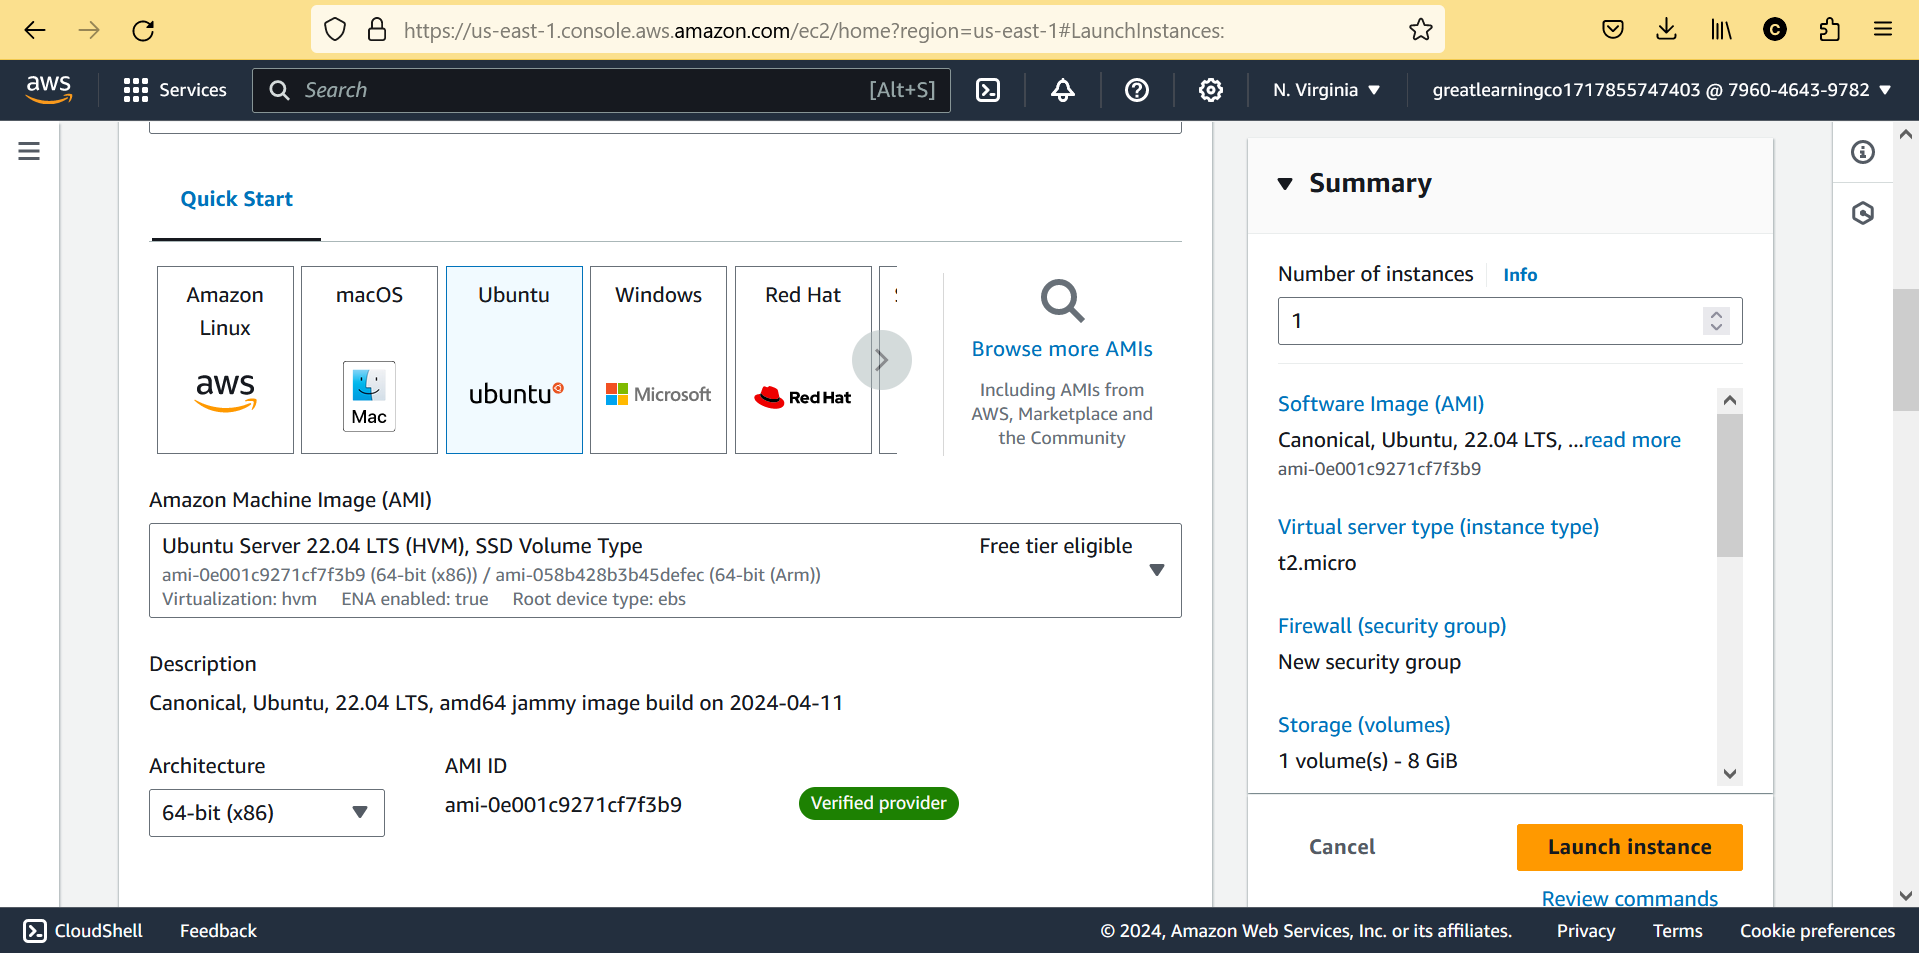 https://us-east-1.console.aws.amazon.com/ec2/home?region=us-east-1#LaunchInstances:
aws
Services
Search
[Alt+S]
N. Virginia
greatlearningco1717855747403 @ 7960-4643-9782
Quick Start
Amazon
Linux
aws
macOS
Mac
Ubuntu
ubuntu
Windows
Microsoft
Red Hat
Red Hat
Browse more AMIs
Including AMIs from
AWS, Marketplace and
the Community
Amazon Machine Image (AMI)
Ubuntu Server 22.04 LTS (HVM), SSD Volume Type
Free tier eligible
ami-0e001c9271cf7f3b9 (64-bit (x86)) / ami-058b428b3b45defec (64-bit (Arm))
Virtualization: hvm ENA enabled: true Root device type: ebs
Description
Canonical, Ubuntu, 22.04 LTS, amd64 jammy image build on 2024-04-11
Architecture
64-bit (x86)
AMI ID
ami-0e001c9271cf7f3b9
Verified provider
Summary
Number of instances
Info
1
Software Image (AMI)
Canonical, Ubuntu, 22.04 LTS, ...read more
ami-0e001c9271cf7f3b9
Virtual server type (instance type)
t2.micro
Firewall (security group)
New security group
Storage (volumes)
1 volume(s) - 8 GiB
Cancel
Launch instance
Review commands
CloudShell
Feedback
© 2024, Amazon Web Services, Inc. or its affiliates.
Privacy
Terms
Cookie preferences